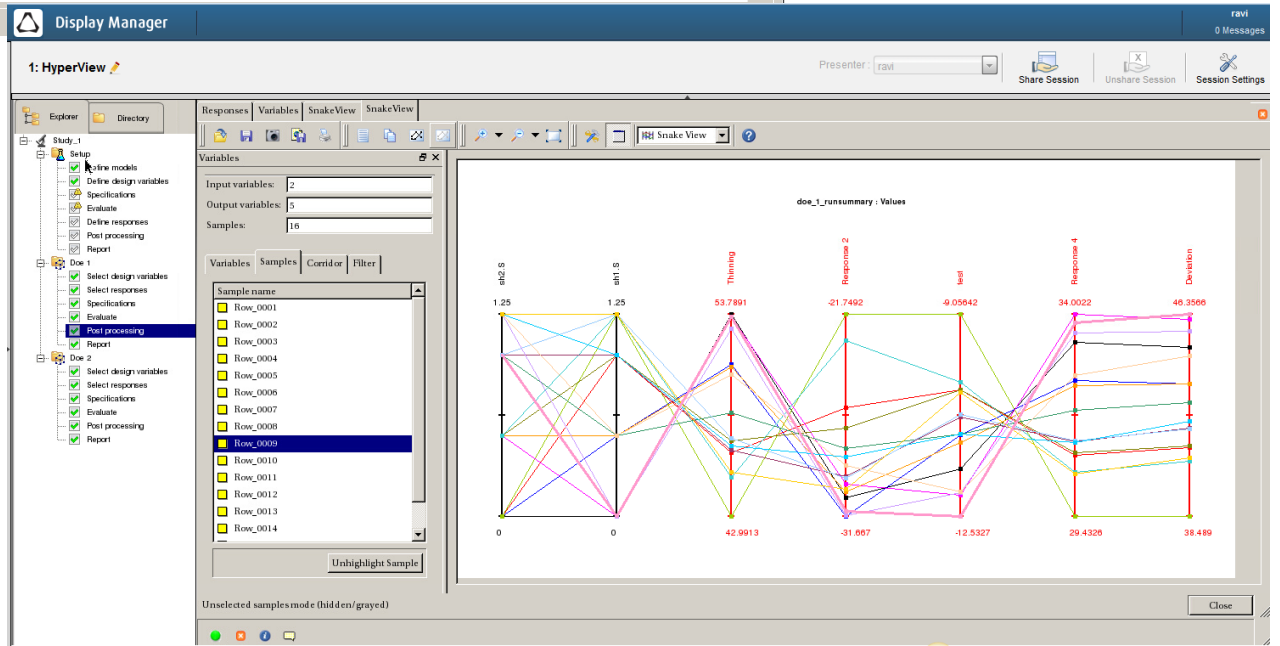 Display Manager
ravi
0 Messages
1: HyperView
Presenter: ravi
Share Session
Unshare Session
Session Settings
Explorer
Directory
Responses
Variables
SnakeView
SnakeView
Study_1
Setup
Define design variables
Specifications
Evaluate
Define responses
Post processing
Report
Doe 1
Select design variables
Select responses
Specifications
Evaluate
Post processing
Report
Doe 2
Select design variables
Select responses
Specifications
Evaluate
Post processing
Report
Snake View
Variables
Input variables: 2
Output variables: 5
Samples: 16
Variables
Samples
Corridor
Filter
Sample name
Row_0001
Row_0002
Row_0003
Row_0004
Row_0005
Row_0006
Row_0007
Row_0008
Row_0009
Row_0010
Row_0011
Row_0012
Row_0013
Row_0014
Unhighlight Sample
doe_1_runsummary : Values
sh2.S
sh1.S
Thinning
Response 2
test
Response 4
Deviation
1.25
1.25
53.7891
-21.7492
-9.05642
34.0022
46.3566
0
0
42.9913
-31.667
-12.5327
29.4326
38.489
Unselected samples mode (hidden/grayed)
Close